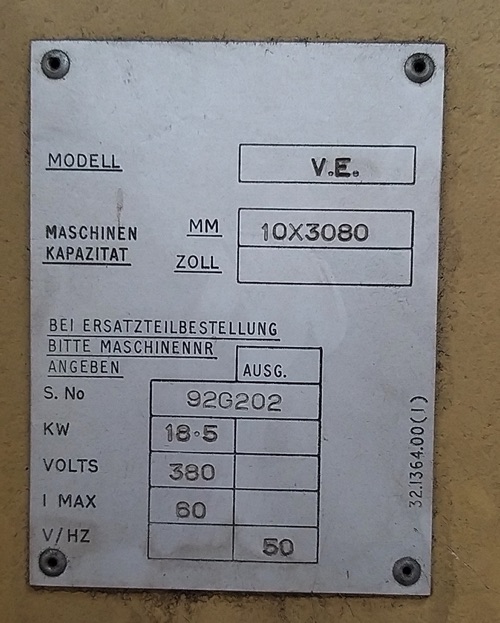 MODELL V.E.
MASCHINEN MM 10X3080
KAPAZITAT ZOLL
BEI ERSATZTEILBESTELLUNG
BITTE MASCHINENNR
ANGEBEN AUSG.
S. No 92G202
KW 18.5
VOLTS 380
I MAX 60
V/HZ 50
32.1364.00(1)